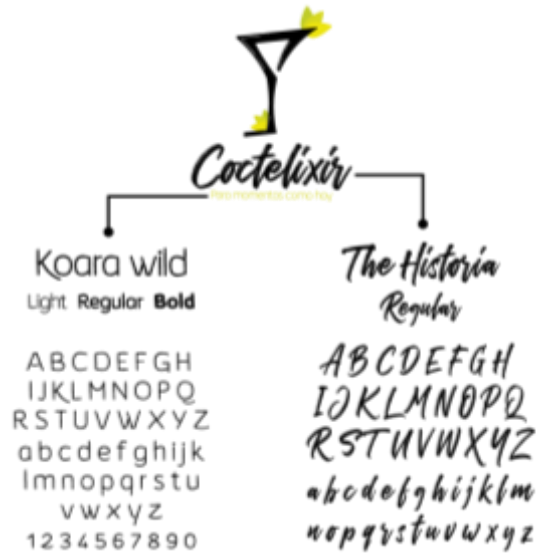 Coctelixir
Para momentos como hoy
Koara wild
Light Regular Bold
ABCDEFGH
IJKLMNOPQ
RSTUVWXYZ
abcdefghijk
lmnopqrstu
vwxyz
1234567890
The Historia
Regular
ABCDEFGH
IJKLMNOPQ
RSTUVWXYZ
abcdefghijklm
nopqrstuvwxyz